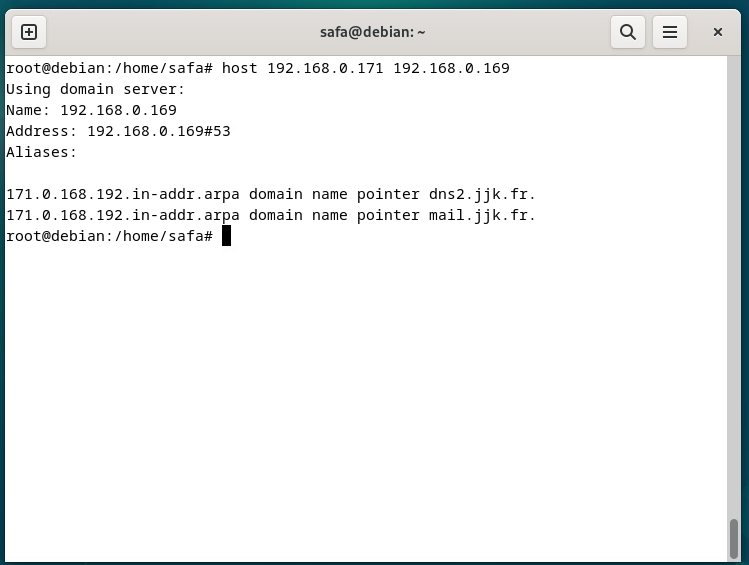 safa@debian: ~
root@debian:/home/safa# host 192.168.0.171 192.168.0.169
Using domain server:
Name: 192.168.0.169
Address: 192.168.0.169#53
Aliases:
171.0.168.192.in-addr.arpa domain name pointer dns2.jjk.fr.
171.0.168.192.in-addr.arpa domain name pointer mail.jjk.fr.
root@debian:/home/safa#